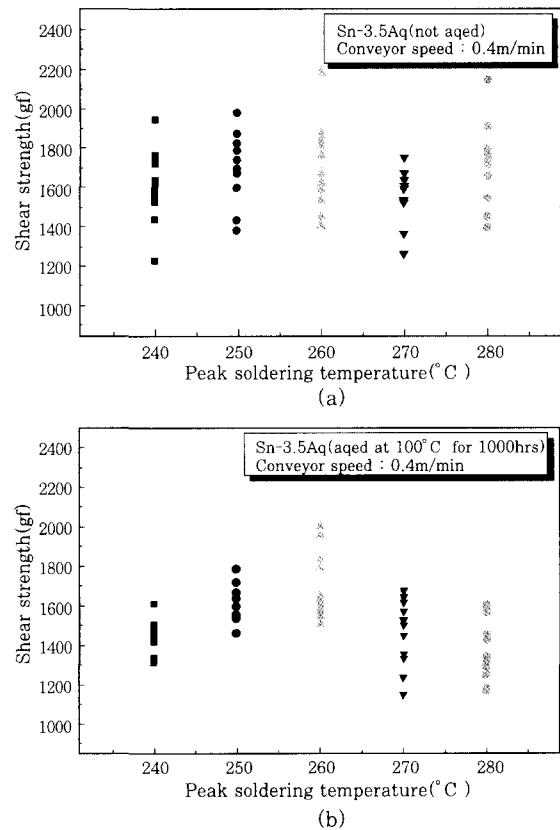 Sn-3.5Aq(not aqed)
Conveyor speed : 0.4m/min
2400
2200
2000
1800
1600
1400
1200
1000
Shear strength(gf)
240 250 260 270 280
Peak soldering temperature(°C )
(a)
Sn-3.5Aq(aqed at 100°C for 1000hrs)
Conveyor speed : 0.4m/min
2400
2200
2000
1800
1600
1400
1200
1000
Shear strength(gf)
240 250 260 270 280
Peak soldering temperature(°C )
(b)